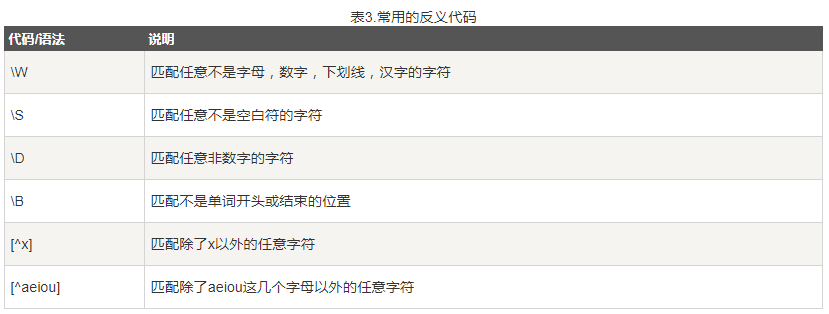 表3.常用的反义代码
代码/语法 说明
\W 匹配任意不是字母，数字，下划线，汉字的字符
\S 匹配任意不是空白符的字符
\D 匹配任意非数字的字符
\B 匹配不是单词开头或结束的位置
[^x] 匹配除了x以外的任意字符
[^aeiou] 匹配除了aeiou这几个字母以外的任意字符